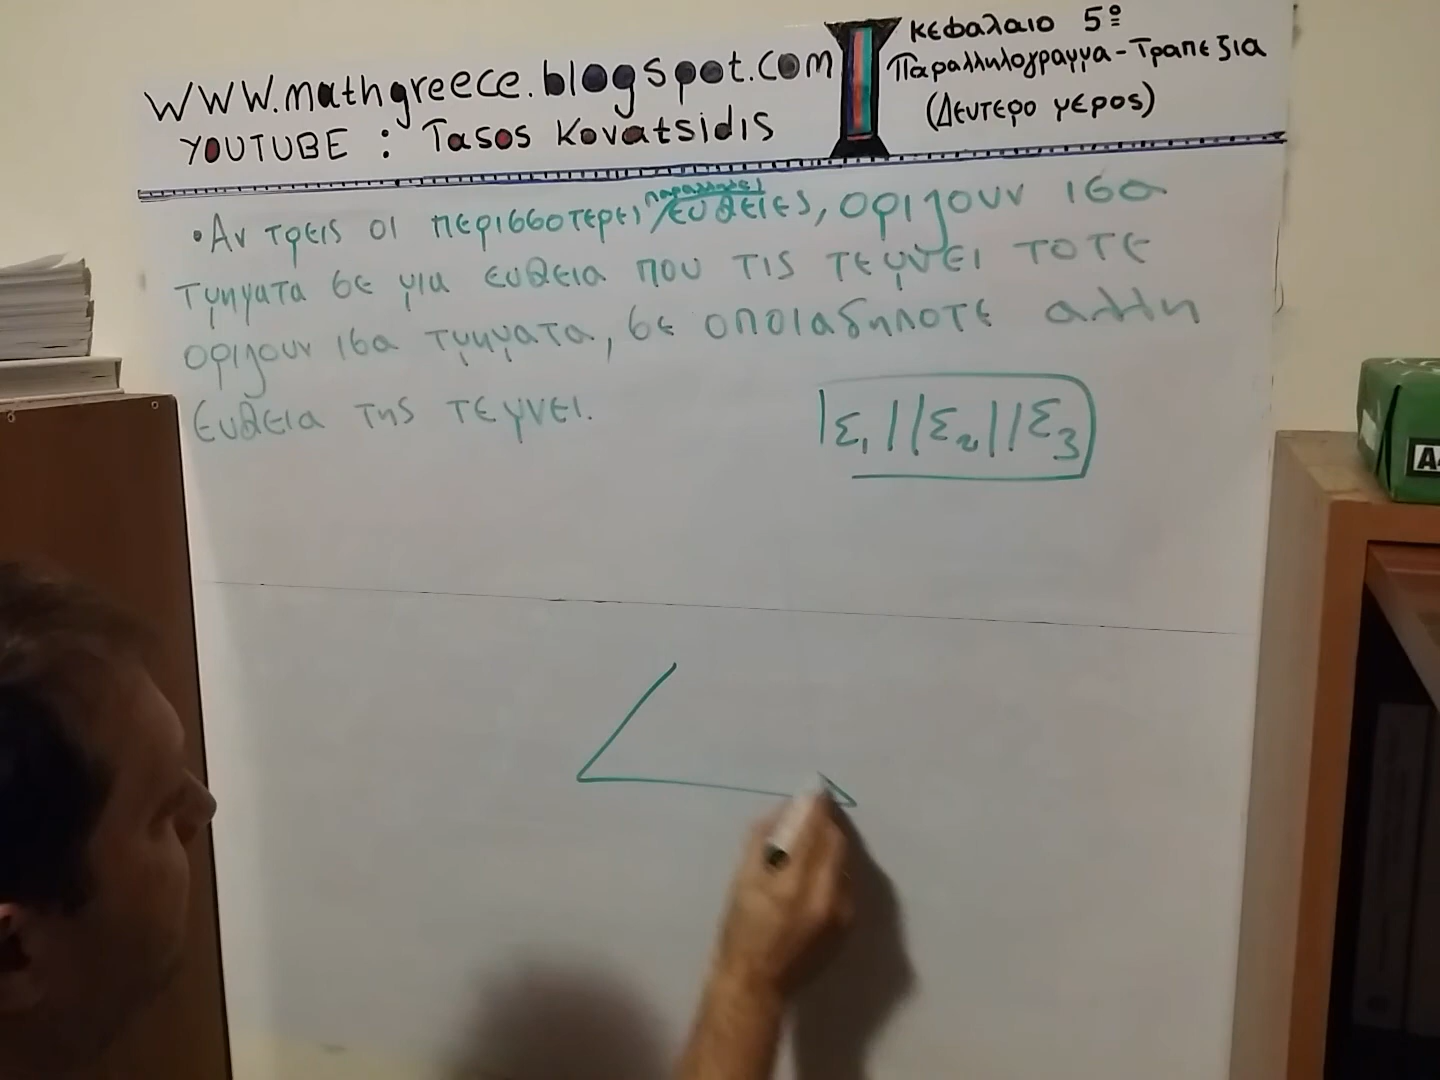 WWW.mathgreece.blogspot.com
YOUTUBE : Tasos Kovatsidis
κεφαλαιο 5º
Παραλληλογραμμα-Τραπεζια
(Δευτερο μερος)
παραλληλες
•Αν τρεις οι περισσοτερες ευθειες, οριζουν ισα
τμηματα σε μια ευθεια που τις τεμνει τοτε
οριζουν ισα τμηματα, σε οποιαδηποτε αλλη
ευθεια της τεμνει.
ε₁//ε₂//ε₃
A4